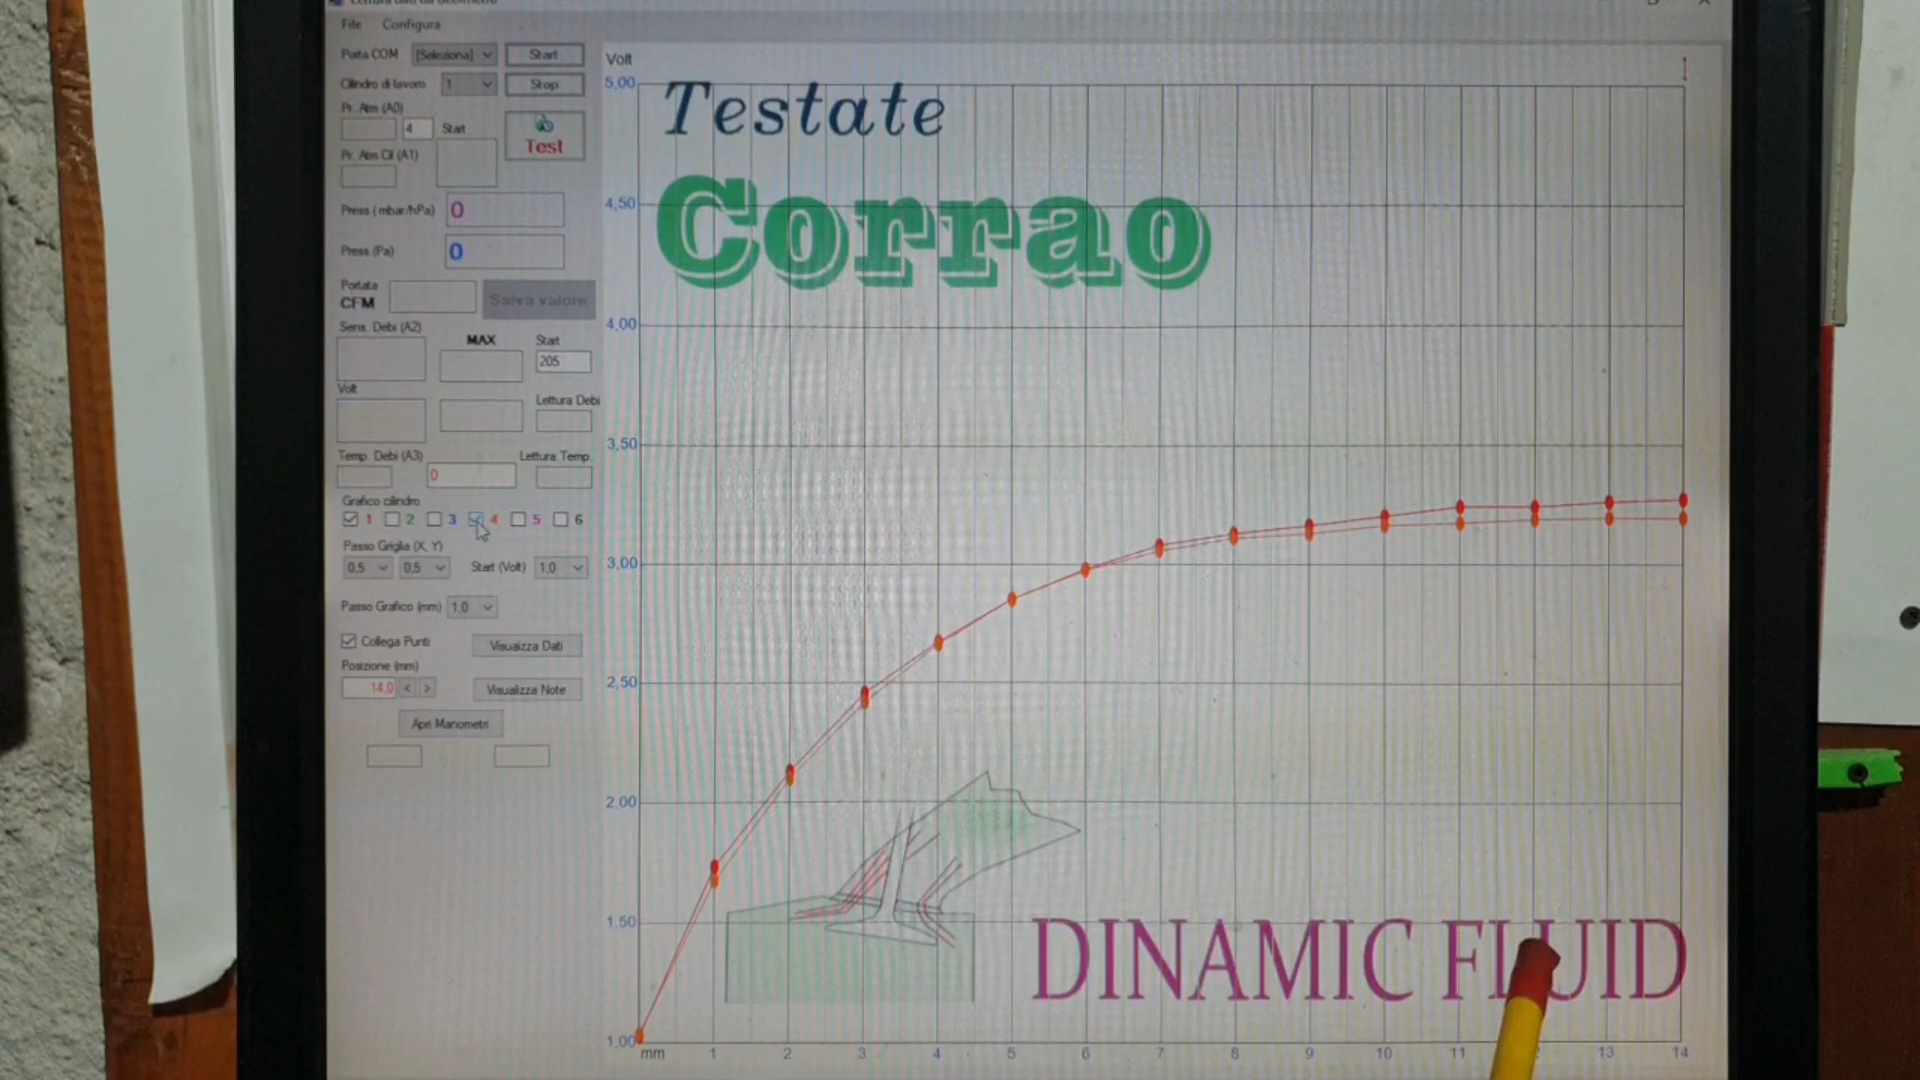 Lettura dati da debimetro
File Configura
Porta COM [Seleziona] Start
Cilindro di lavoro 1 Stop
Pr. Atm (A0)
4 Start
Test
Pr. Atm Cil (A1)
Press (mbar/hPa) 0
Press (Pa) 0
Portata
CFM Salva valore
Sens. Debi (A2) MAX Start
205
Volt
Lettura Debi
Temp. Debi (A3) Lettura Temp.
0
Grafico cilindro
1 2 3 4 5 6
Passo Griglia (X, Y)
0,5 0,5 Start (Volt) 1,0
Passo Grafico (mm) 1.0
Collega Punti Visualizza Dati
Posizione (mm)
14,0 < > Visualizza Note
Apri Manometri
Volt
5,00
4,50
4,00
3,50
3,00
2,50
2,00
1,50
1,00
Testate
Corrao
DINAMIC FLUID
mm 1 2 3 4 5 6 7 8 9 10 11 13 14